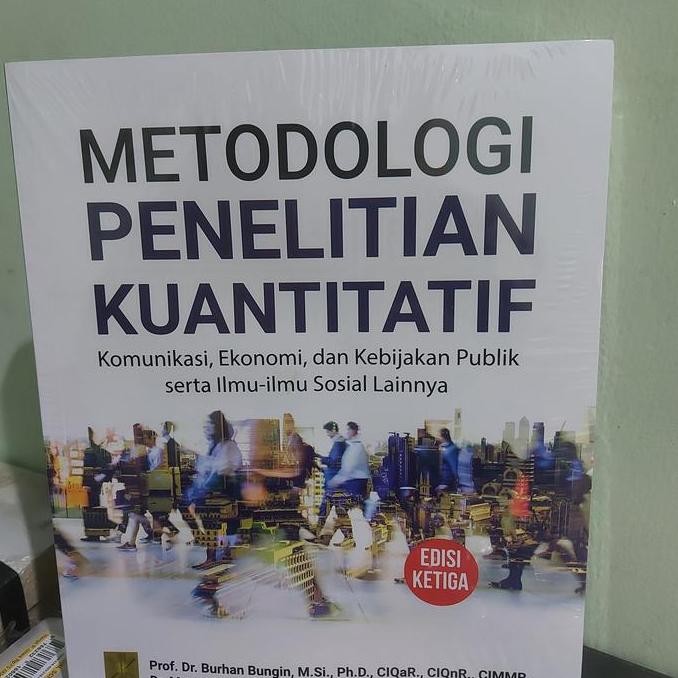 METODOLOGI
PENELITIAN
KUANTITATIF
Komunikasi, Ekonomi, dan Kebijakan Publik
serta Ilmu-ilmu Sosial Lainnya
EDISI
KETIGA
Prof. Dr. Burhan Bungin, M.Si., Ph.D., CIQaR., CIQnR., CIMMP